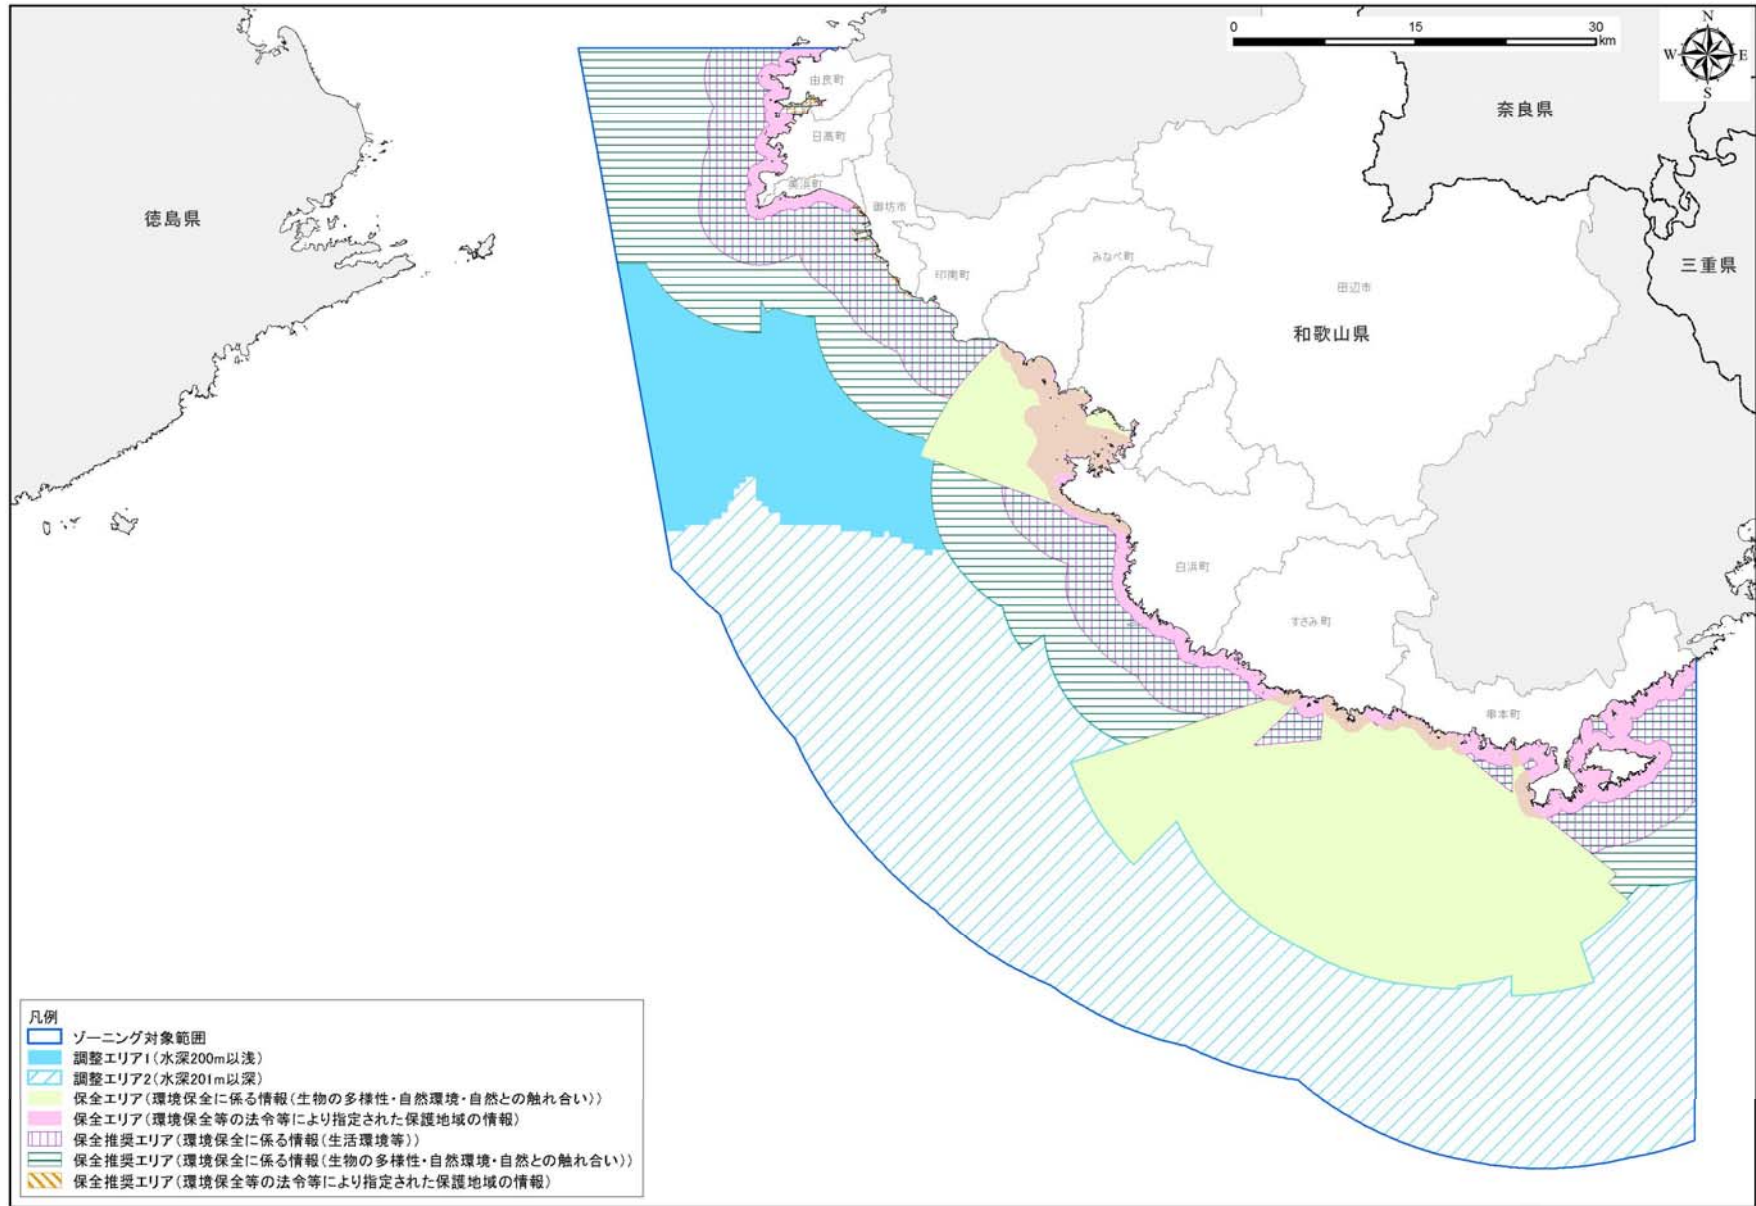 0 15 30
km
N
W E
S
由良町
奈良県
日高町
美浜町
御坊市
徳島県
みなべ町
三重県
印南町
田辺市
和歌山県
白浜町
すさみ町
串本町
凡例
ゾーニング対象範囲
調整エリア1(水深200m以浅)
調整エリア2(水深201m以深)
保全エリア(環境保全に係る情報(生物の多様性・自然環境・自然との触れ合い))
保全エリア(環境保全等の法令等により指定された保護地域の情報)
保全推奨エリア(環境保全に係る情報(生活環境等))
保全推奨エリア(環境保全に係る情報(生物の多様性・自然環境・自然との触れ合い))
保全推奨エリア(環境保全等の法令等により指定された保護地域の情報)